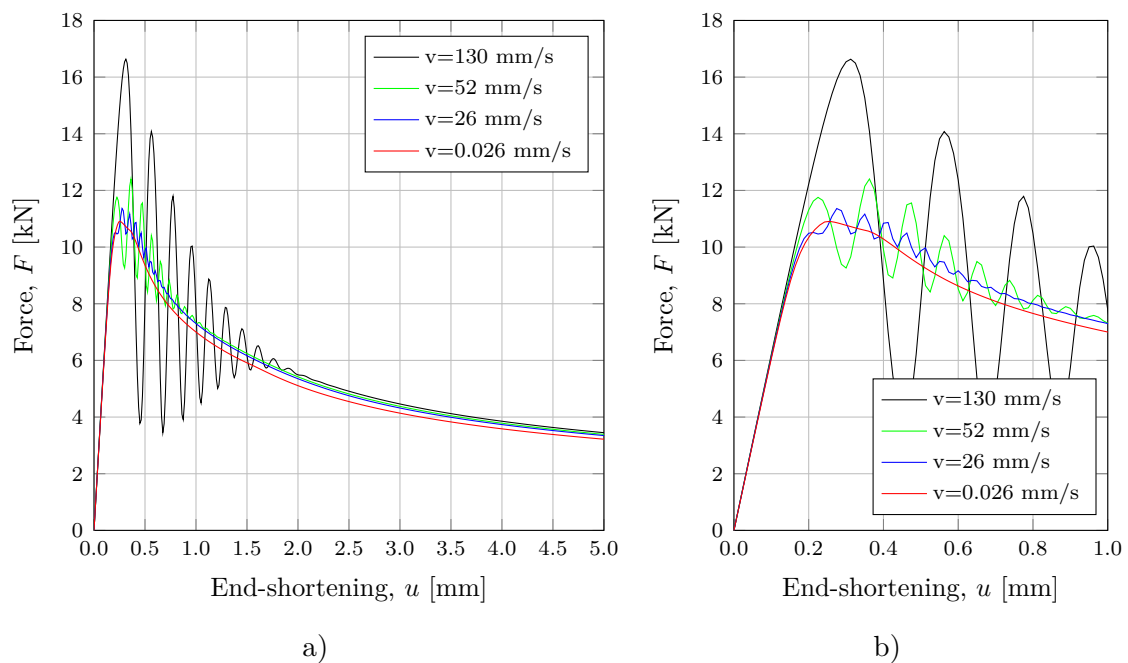 18
16
14
12
10
8
6
4
2
0
Force, F [kN]
0.0 0.5 1.0 1.5 2.0 2.5 3.0 3.5 4.0 4.5 5.0
End-shortening, u [mm]
v=130 mm/s
v=52 mm/s
v=26 mm/s
v=0.026 mm/s
a)
18
16
14
12
10
8
6
4
2
0
Force, F [kN]
v=130 mm/s
v=52 mm/s
v=26 mm/s
v=0.026 mm/s
0.0 0.2 0.4 0.6 0.8 1.0
End-shortening, u [mm]
b)